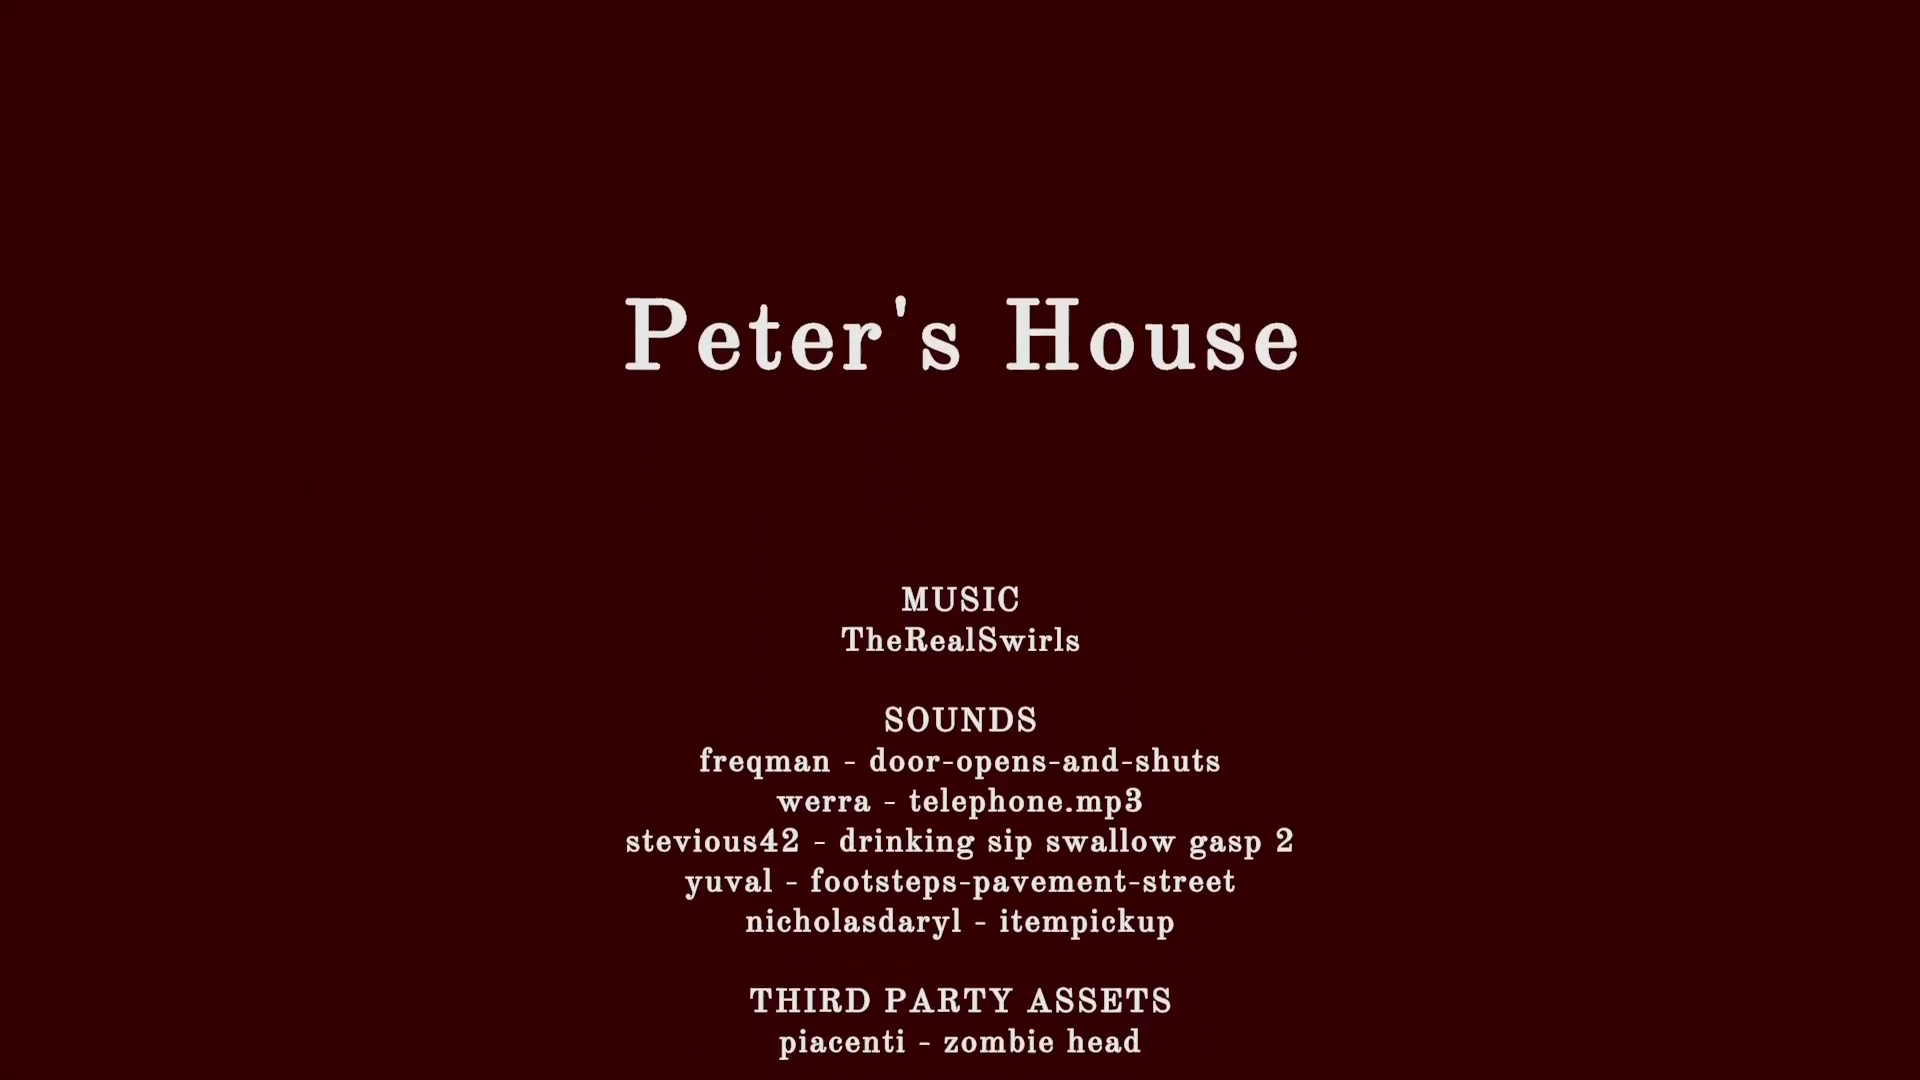 Peter's House
MUSIC
TheRealSwirls
SOUNDS
freqman - door-opens-and-shuts
werra - telephone.mp3
stevious42 - drinking sip swallow gasp 2
yuval - footsteps-pavement-street
nicholasdaryl - itempickup
THIRD PARTY ASSETS
piacenti - zombie head